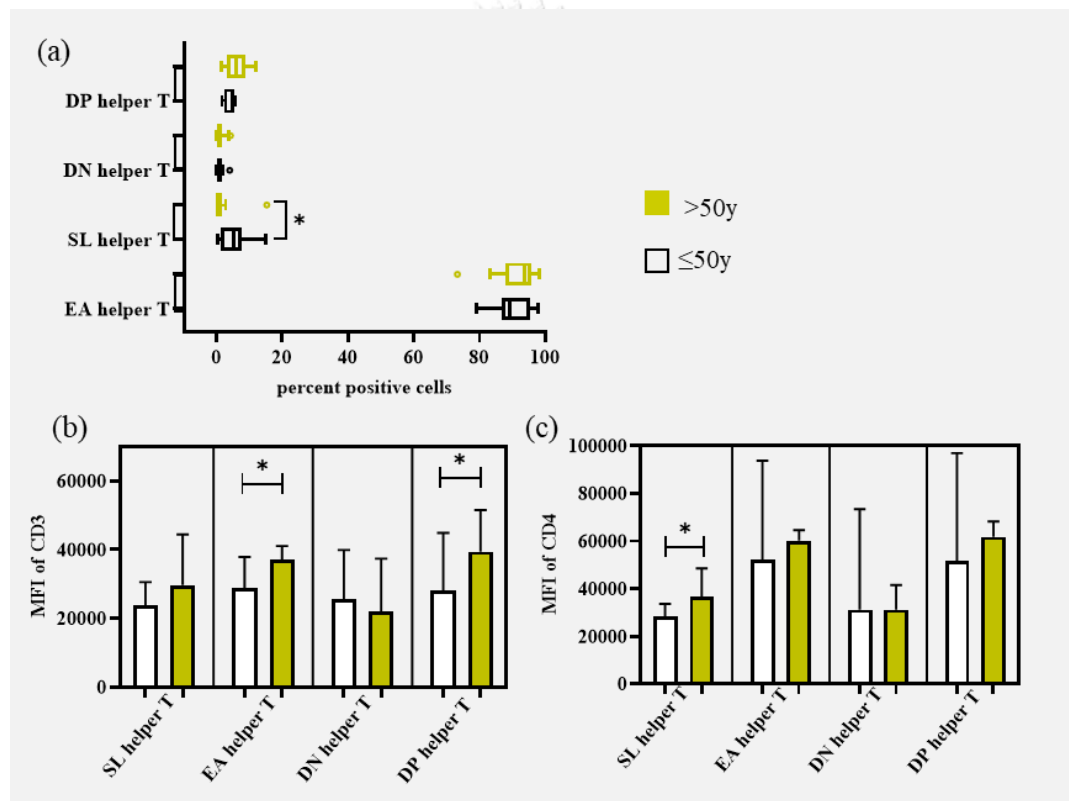 (a)
DP helper T
DN helper T
SL helper T
EA helper T
*
0 20 40 60 80 100
percent positive cells
>50y
≤50y
(b)
MFI of CD3
60000
40000
20000
0
*
*
SL helper T
EA helper T
DN helper T
DP helper T
(c)
MFI of CD4
100000
80000
60000
40000
20000
0
*
SL helper T
EA helper T
DN helper T
DP helper T